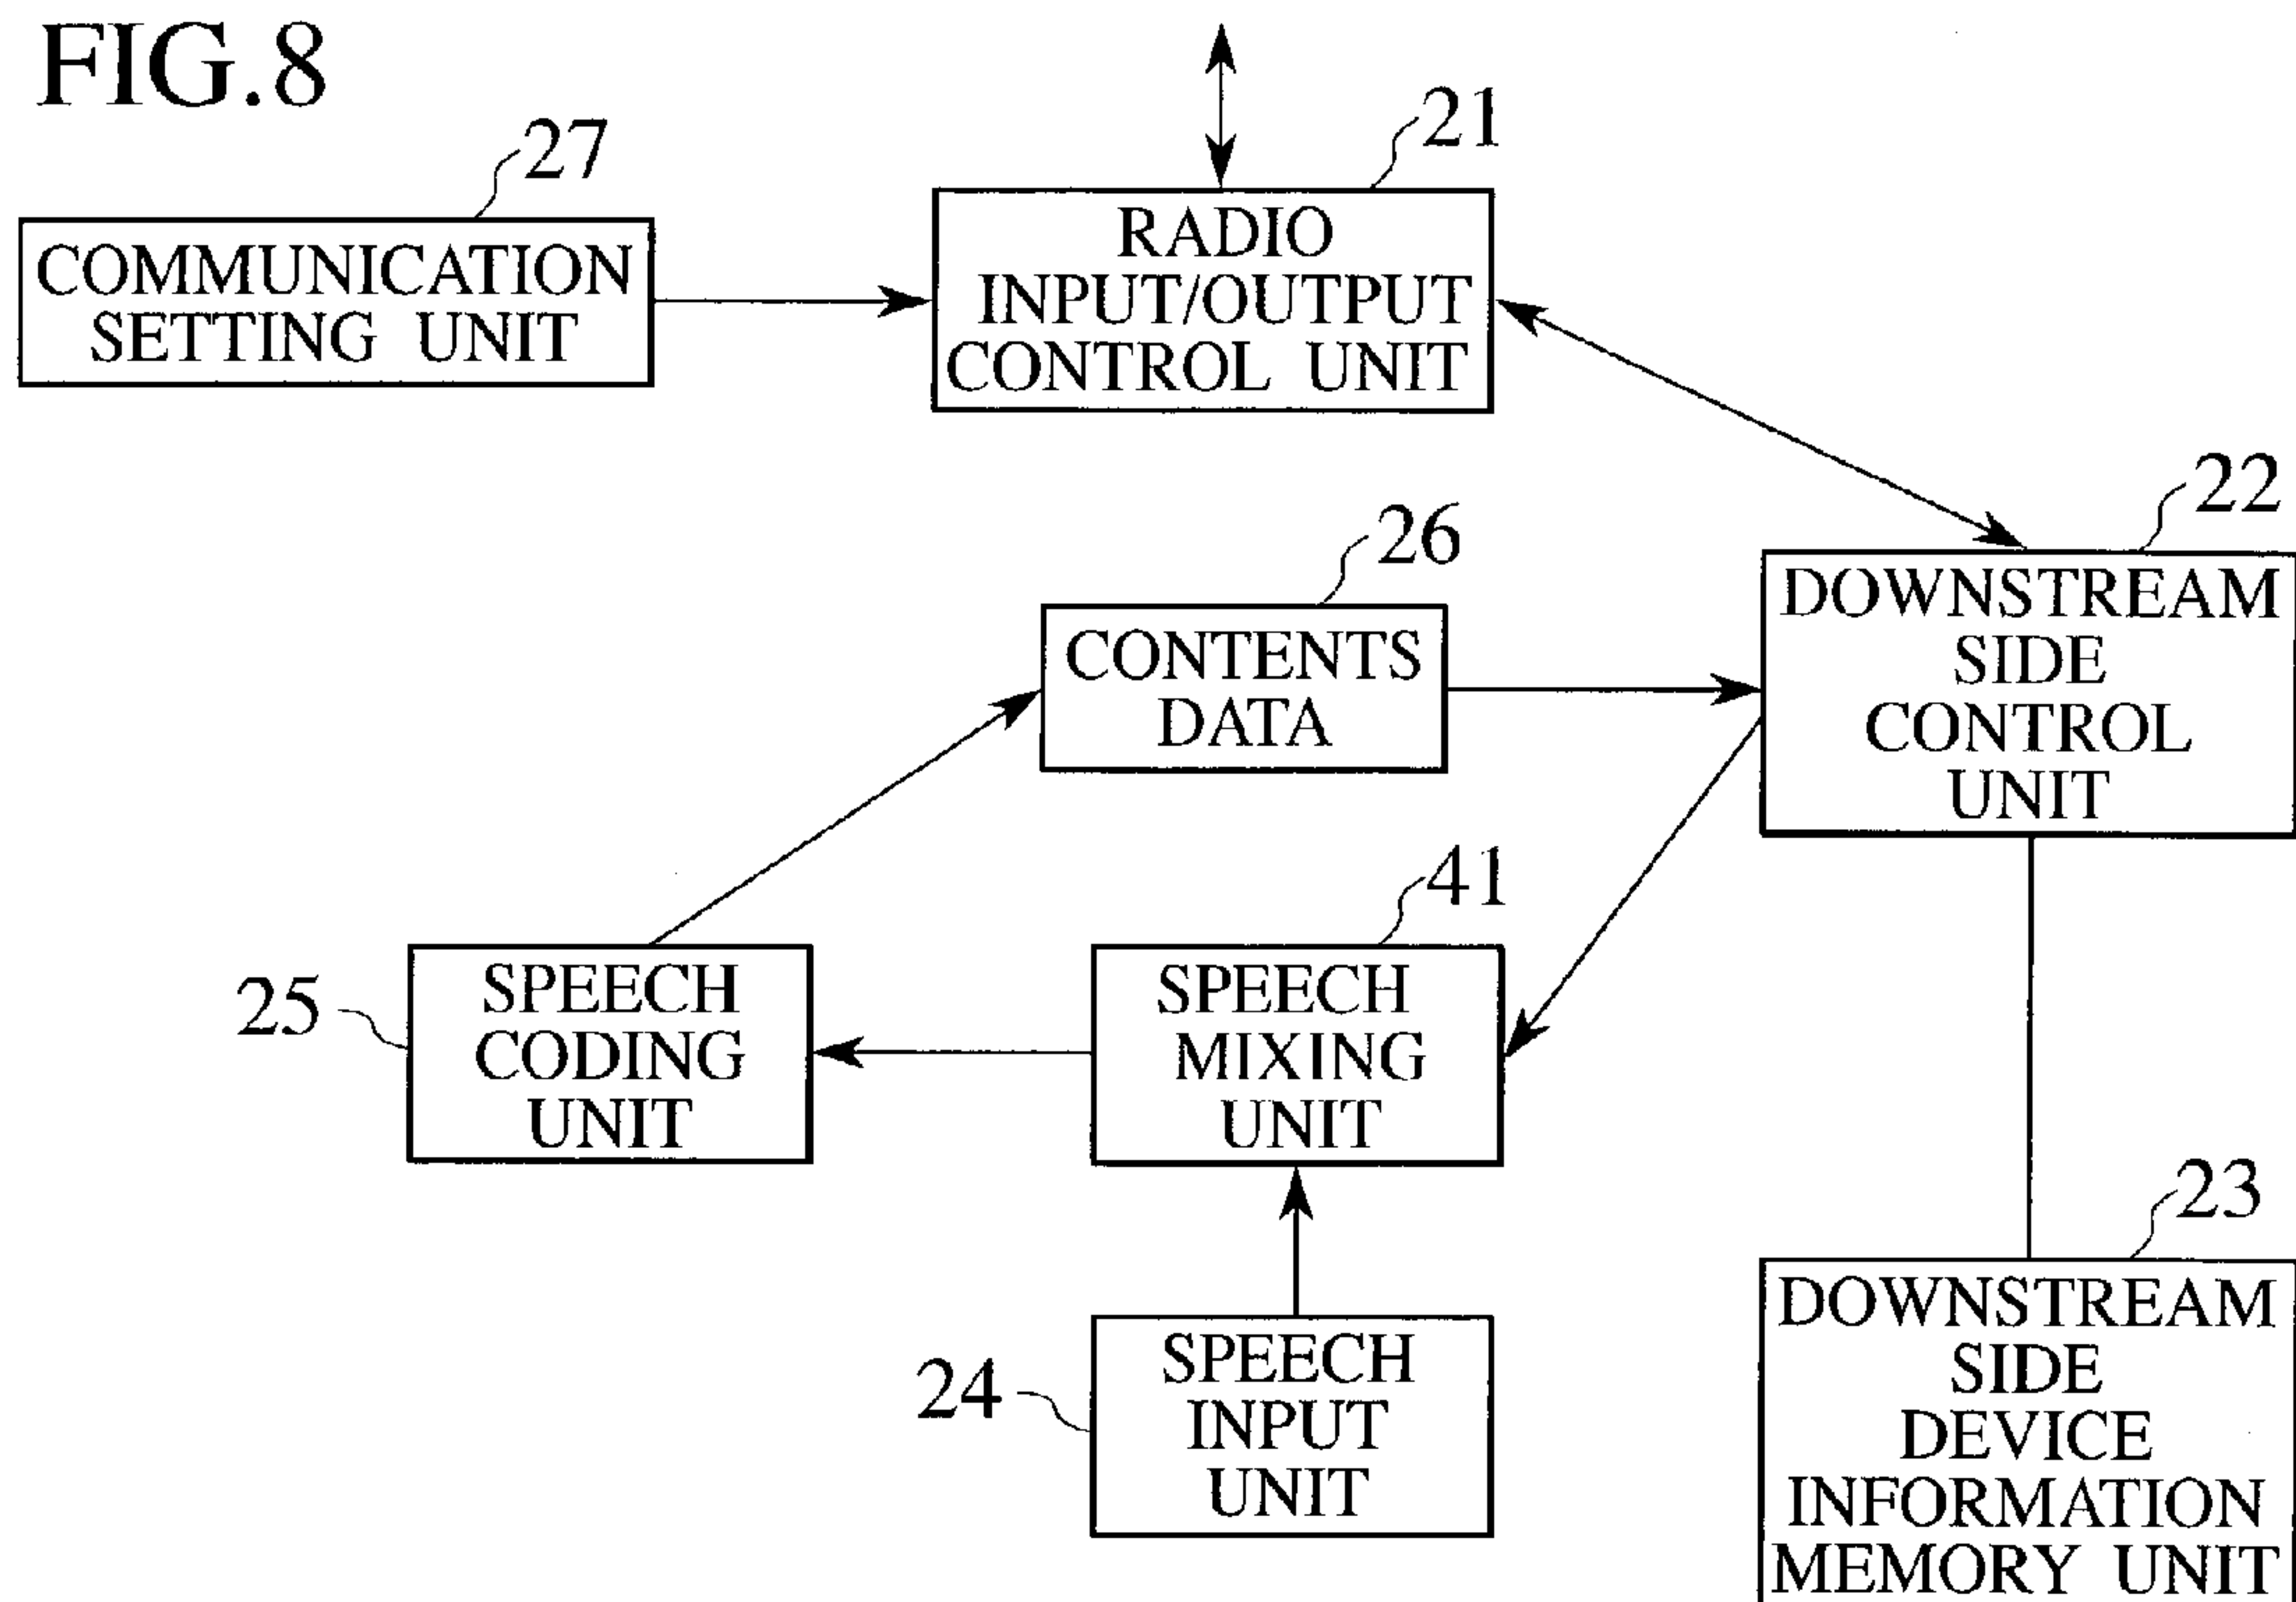 FIG.8
27
COMMUNICATION
SETTING UNIT
21
RADIO
INPUT/OUTPUT
CONTROL UNIT
22
DOWNSTREAM
SIDE
CONTROL
UNIT
26
CONTENTS
DATA
41
SPEECH
MIXING
UNIT
25
SPEECH
CODING
UNIT
24
SPEECH
INPUT
UNIT
23
DOWNSTREAM
SIDE
DEVICE
INFORMATION
MEMORY UNIT